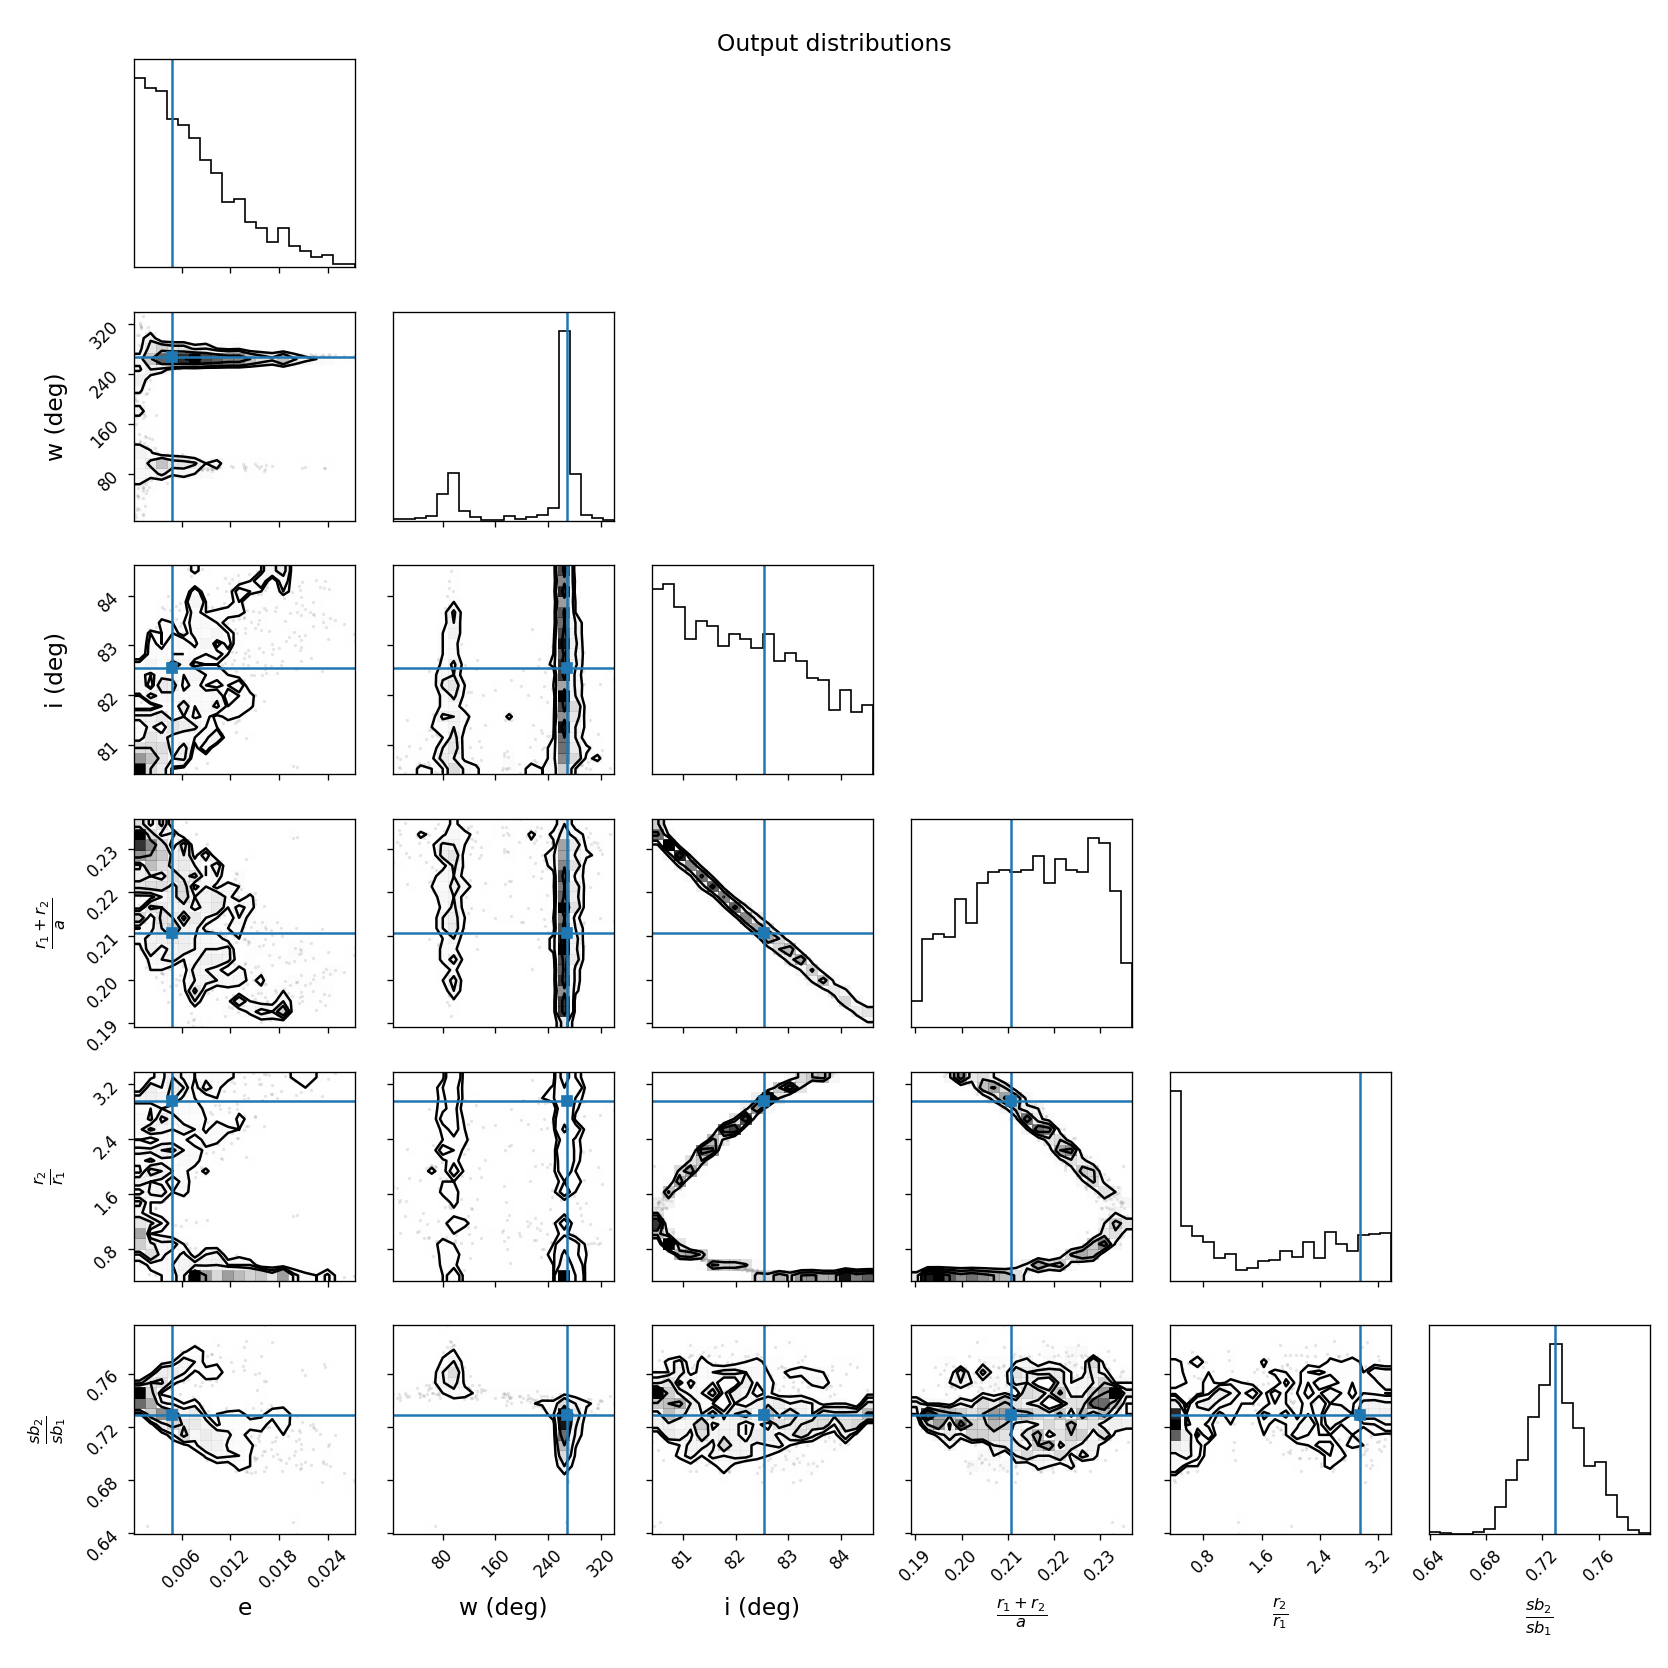 Output distributions
w (deg)
320
240
160
80
i (deg)
84
83
82
81
r₁ + r₂
a
0.23
0.22
0.21
0.20
0.19
r₂
r₁
3.2
2.4
1.6
0.8
sb₂
sb₁
0.76
0.72
0.68
0.64
0.006 0.012 0.018 0.024
80 160 240 320
81 82 83 84
0.19 0.20 0.21 0.22 0.23
0.8 1.6 2.4 3.2
0.64 0.68 0.72 0.76
e
w (deg)
i (deg)
r₁ + r₂
a
r₂
r₁
sb₂
sb₁